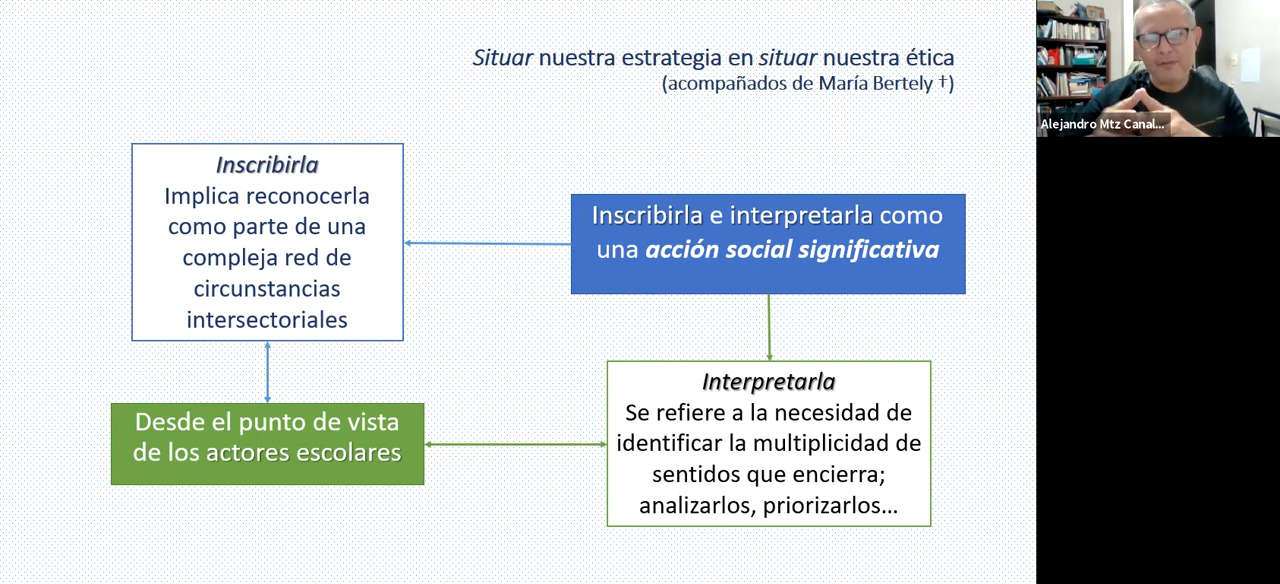 Situar nuestra estrategia en situar nuestra ética
(acompañados de María Bertely †)
Alejandro Mtz Canal...
Inscribirla
Implica reconocerla
como parte de una
compleja red de
circunstancias
intersectoriales
Inscribirla e interpretarla como
una acción social significativa
Desde el punto de vista
de los actores escolares
Interpretarla
Se refiere a la necesidad de
identificar la multiplicidad de
sentidos que encierra;
analizarlos, priorizarlos...